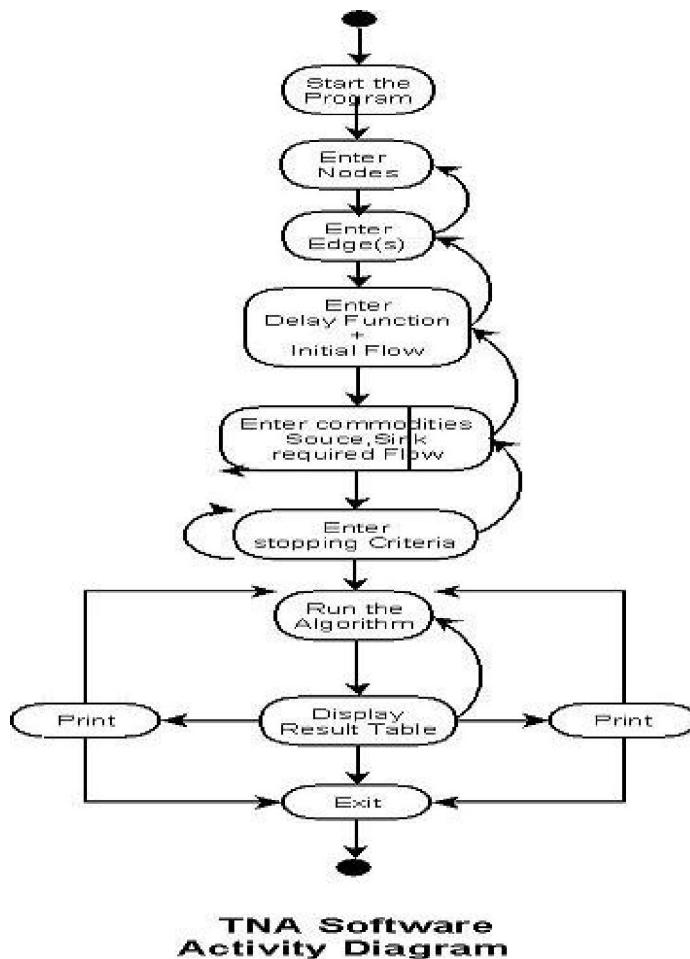 Start the
Program
Enter
Nodes
Enter
Edge(s)
Enter
Delay Function
+
Initial Flow
Enter commodities
Souce,Sink
required Flow
Enter
stopping Criteria
Run the
Algorithm
Print
Display
Result Table
Print
Exit
TNA Software
Activity Diagram